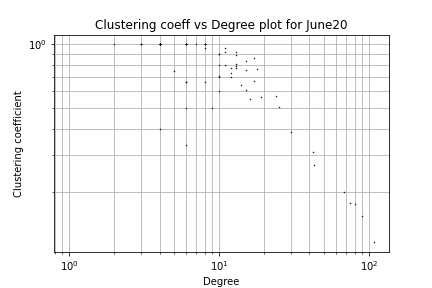 Clustering coeff vs Degree plot for June20
10⁰
Clustering coefficient
10⁰ 10¹ 10²
Degree